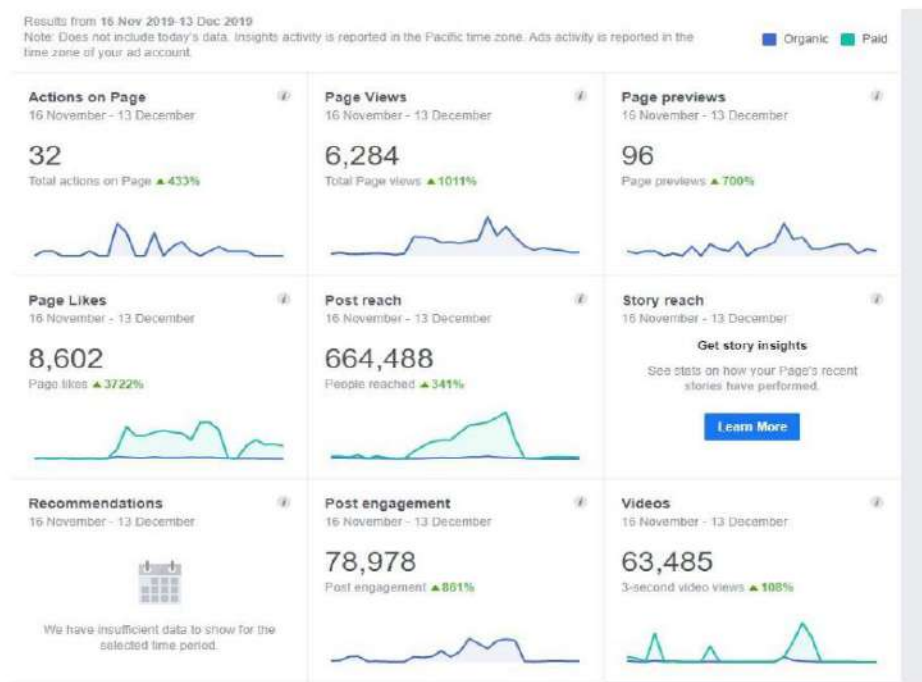 Results from 16 Nov 2019-13 Dec 2019
Note: Does not include today's data. Insights activity is reported in the Pacific time zone. Ads activity is reported in the
time zone of your ad account.
Organic Paid
Actions on Page
16 November - 13 December
32
Total actions on Page ▲433%
Page Views
16 November - 13 December
6,284
Total Page views ▲1011%
Page previews
16 November - 13 December
96
Page previews ▲700%
Page Likes
16 November - 13 December
8,602
Page likes ▲3722%
Post reach
16 November - 13 December
664,488
People reached ▲341%
Story reach
16 November - 13 December
Get story insights
See stats on how your Page's recent
stories have performed.
Learn More
Recommendations
16 November - 13 December
We have insufficient data to show for the
selected time period.
Post engagement
16 November - 13 December
78,978
Post engagement ▲861%
Videos
16 November - 13 December
63,485
3-second video views ▲108%